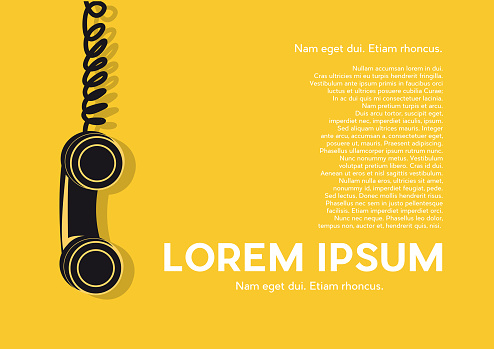 Nam eget dui. Etiam rhoncus.
Nullam accumsan lorem in dui.
Cras ultricies mi eu turpis hendrerit
fringilla. Vestibulum ante ipsum primis
in faucibus orci luctus et ultrices
posuere cubilia Curae; In ac dui quis
mi consectetuer lacinia.
Duis arcu tortor, suscipit eget,
imperdiet nec, imperdiet
iaculis, ipsum. Sed
aliquam ultrices mauris.
Integer ante arcu,
accumsan a,
consectetuer eget,
posuere ut, mauris.
Praesent adipiscing.
Phasellus ullamcorper ipsum rutrum
nunc. Nunc nonummy metus.
Vestibulum volutpat pretium libero.
Cras id dui. Aenean ut eros et nisl
sagittis vestibulum.
Nullam nulla eros, ultricies sit amet,
nonummy id, imperdiet feugiat, pede.
Sed lectus. Donec mollis hendrerit
risus. Phasellus nec sem in justo pellentesque
facilisis. Etiam imperdiet imperdiet orci.
Nunc nec neque.
Phasellus leo dolor,
tempus non, auctor et,
hendrerit quis, nisi.
LOREM IPSUM
Nam eget dui. Etiam rhoncus.